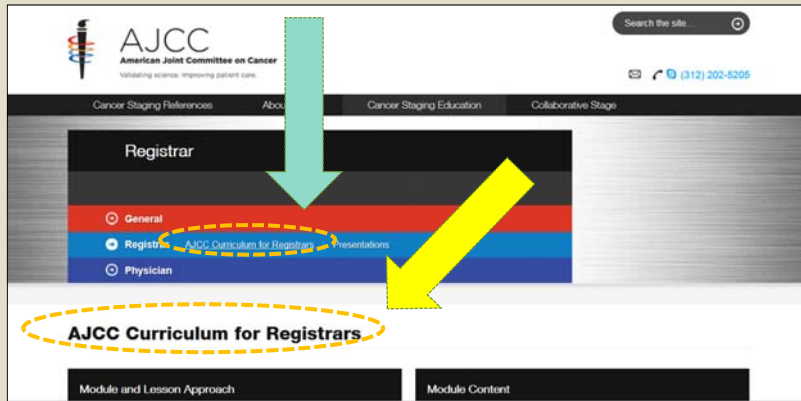 Search the site...
AJCC
American Joint Committee on Cancer
Validating science. Improving patient care.
(312) 202-5205
Cancer Staging References
Cancer Staging Education
Collaborative Stage
Registrar
General
AJCC Curriculum for Registrars
Presentations
Physician
AJCC Curriculum for Registrars
Module and Lesson Approach
Module Content